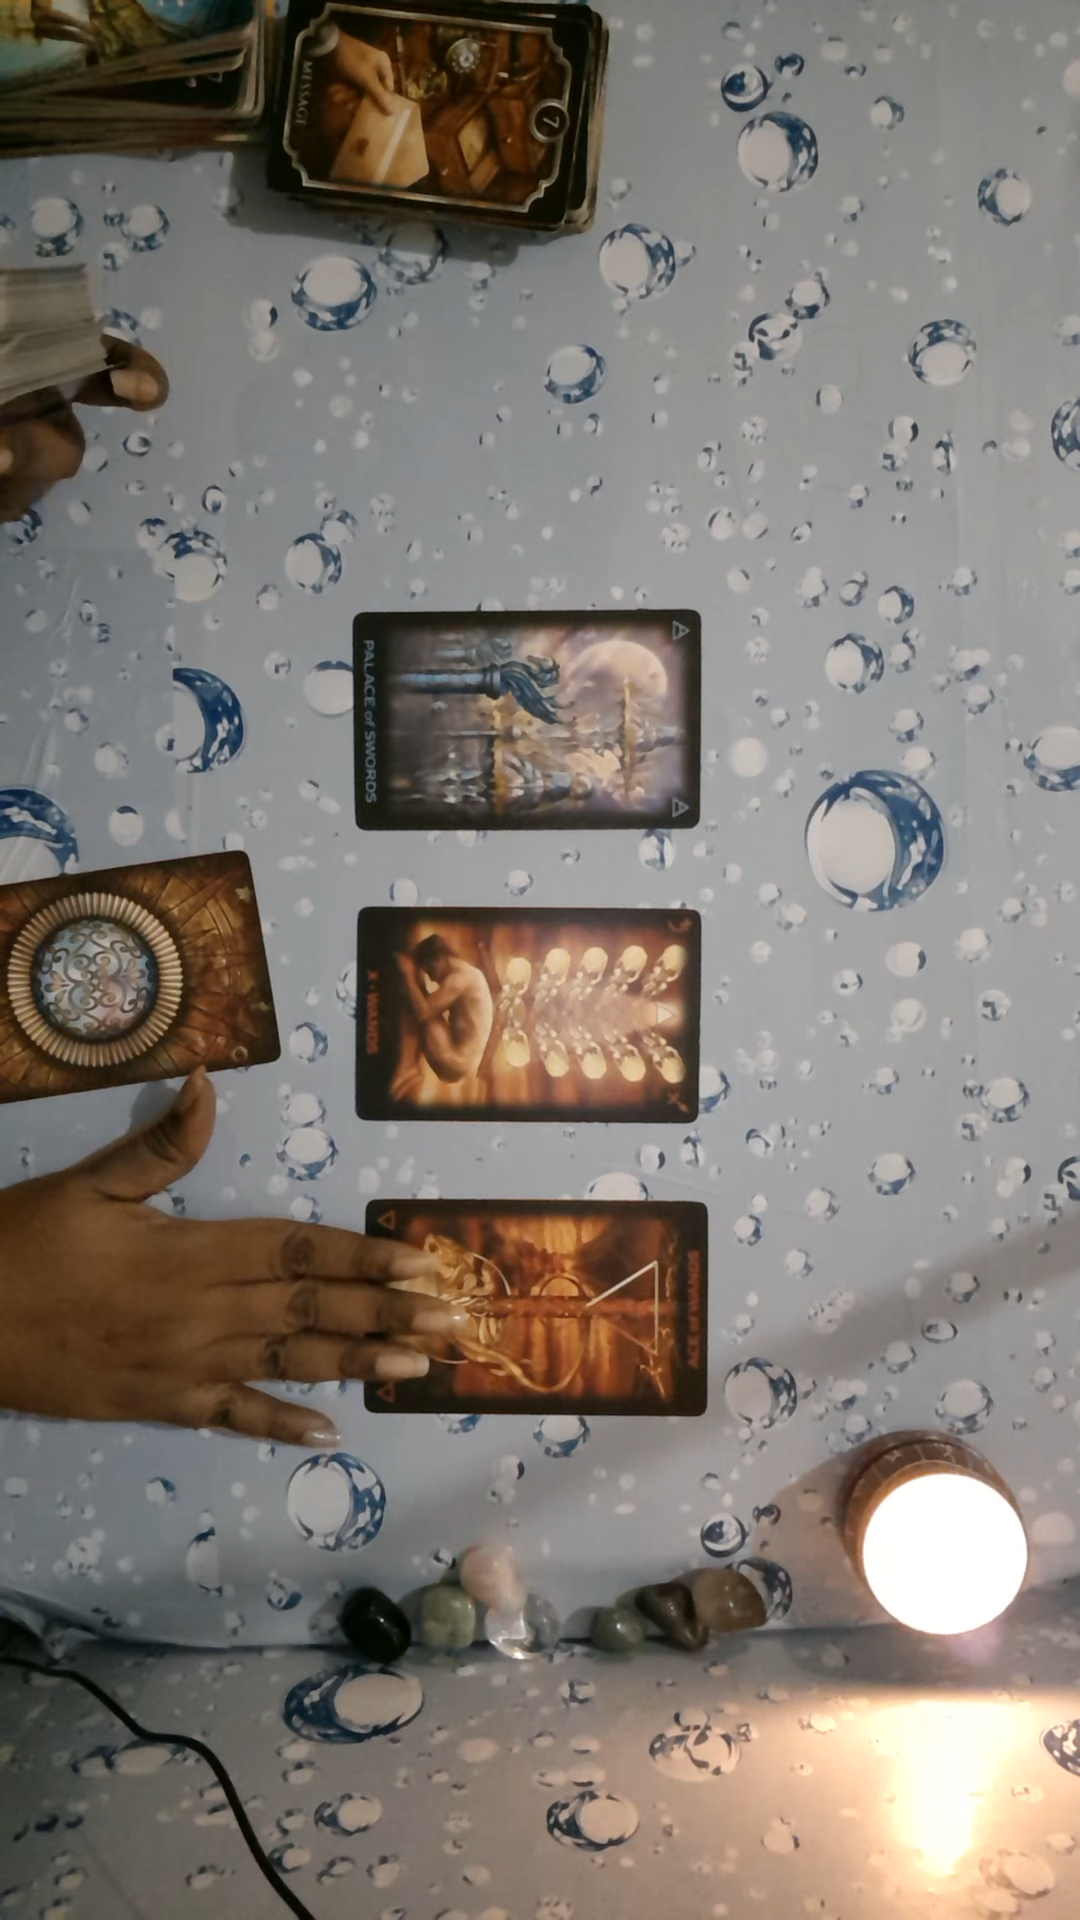 7
MESSAGE
PALACE of SWORDS
X • WANDS
ACE of WANDS